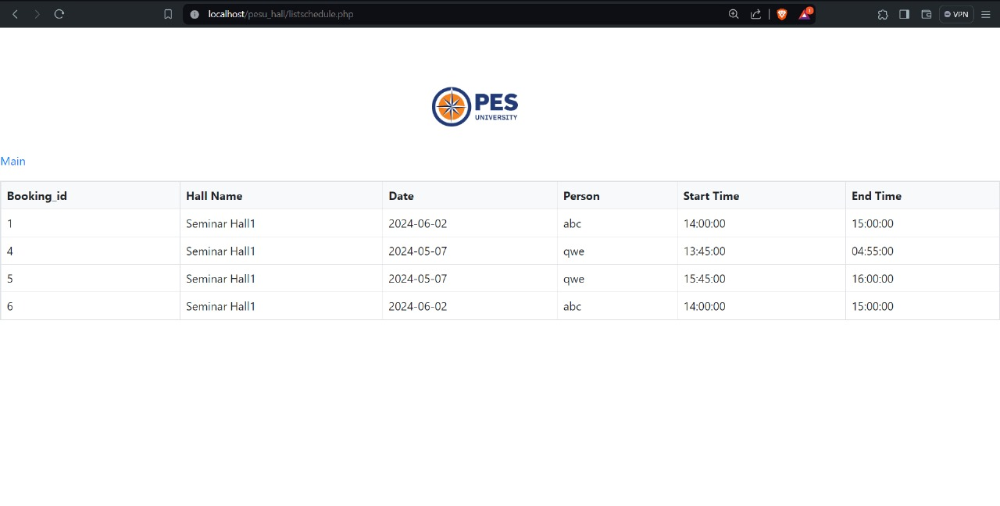 localhost/pesu_hall/listschedule.php
1
VPN
PES
UNIVERSITY
Main
Booking_id Hall Name Date Person Start Time End Time
1 Seminar Hall1 2024-06-02 abc 14:00:00 15:00:00
4 Seminar Hall1 2024-05-07 qwe 13:45:00 04:55:00
5 Seminar Hall1 2024-05-07 qwe 15:45:00 16:00:00
6 Seminar Hall1 2024-06-02 abc 14:00:00 15:00:00